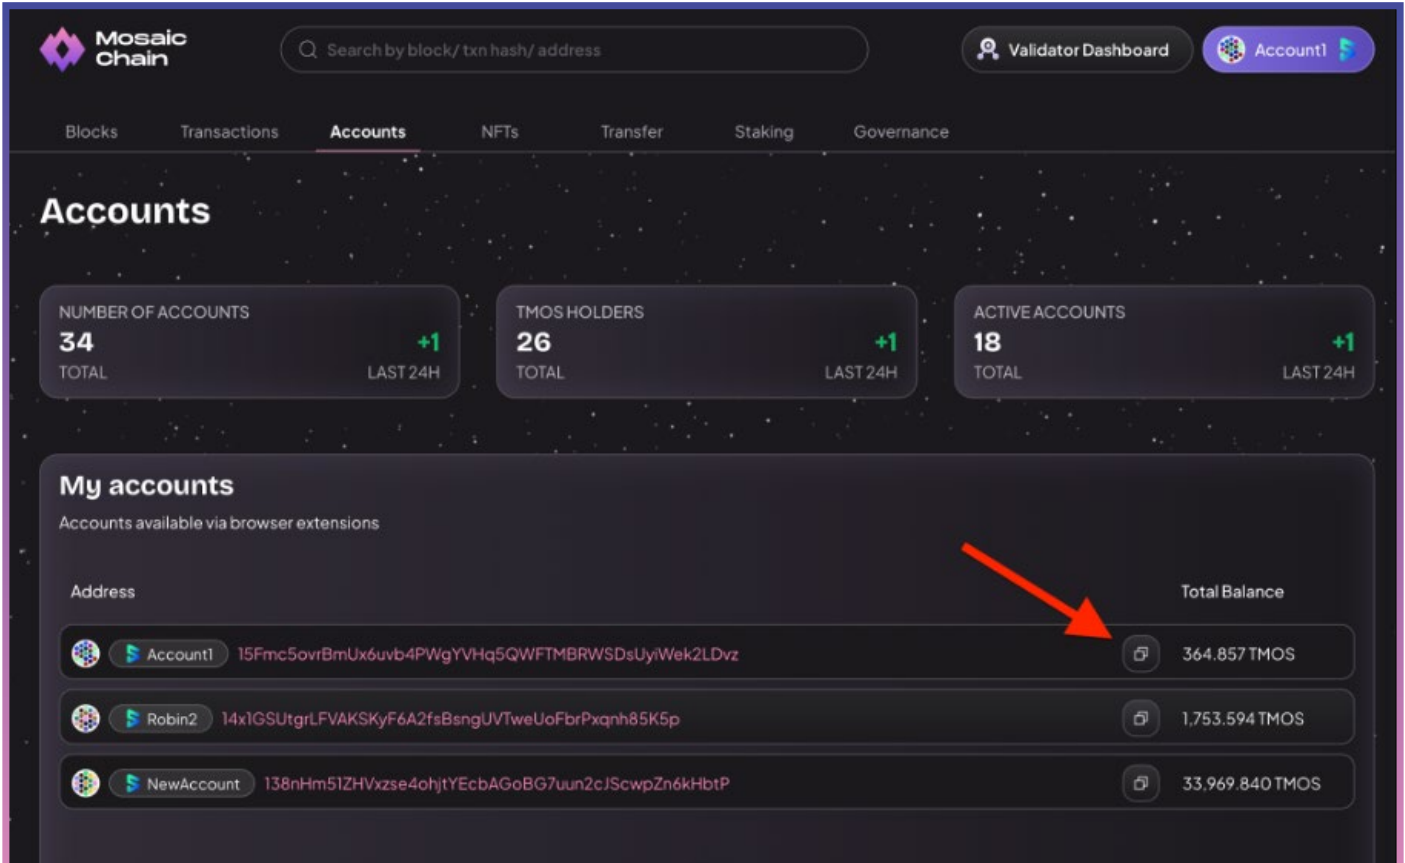 Mosaic
Chain
Search by block/ txn hash/ address
Validator Dashboard
Account1
Blocks
Transactions
Accounts
NFTs
Transfer
Staking
Governance
Accounts
NUMBER OF ACCOUNTS
34
+1
TOTAL
LAST 24H
TMOS HOLDERS
26
+1
TOTAL
LAST 24H
ACTIVE ACCOUNTS
18
+1
TOTAL
LAST 24H
My accounts
Accounts available via browser extensions
Address
Total Balance
Account1 15Fmc5ovrBmUx6uvb4PWgYVHq5QWFTMBRWSDsUyiWek2LDvz 364.857 TMOS
Robin2 14x1GSUtgrLFVAKSKyF6A2fsBsngUVTweUoFbrPxqnh85K5p 1,753.594 TMOS
NewAccount 138nHm51ZHVxzse4ohjtYEcbAGoBG7uun2cJScwpZn6kHbtP 33,969.840 TMOS